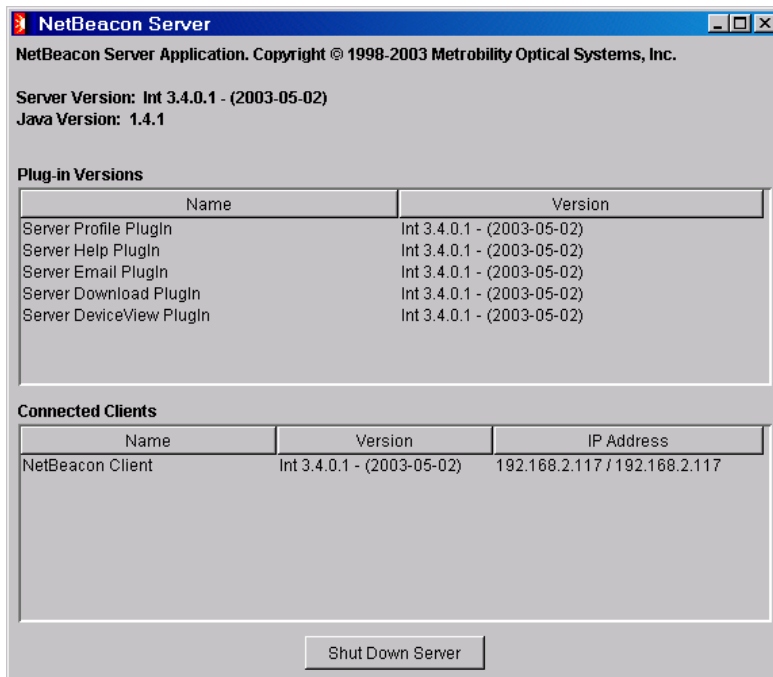 NetBeacon Server
NetBeacon Server Application. Copyright © 1998-2003 Metrobility Optical Systems, Inc.
Server Version: Int 3.4.0.1 - (2003-05-02)
Java Version: 1.4.1
Plug-in Versions
Name Version
Server Profile PlugIn Int 3.4.0.1 - (2003-05-02)
Server Help PlugIn Int 3.4.0.1 - (2003-05-02)
Server Email PlugIn Int 3.4.0.1 - (2003-05-02)
Server Download PlugIn Int 3.4.0.1 - (2003-05-02)
Server DeviceView PlugIn Int 3.4.0.1 - (2003-05-02)
Connected Clients
Name Version IP Address
NetBeacon Client Int 3.4.0.1 - (2003-05-02) 192.168.2.117 / 192.168.2.117
Shut Down Server